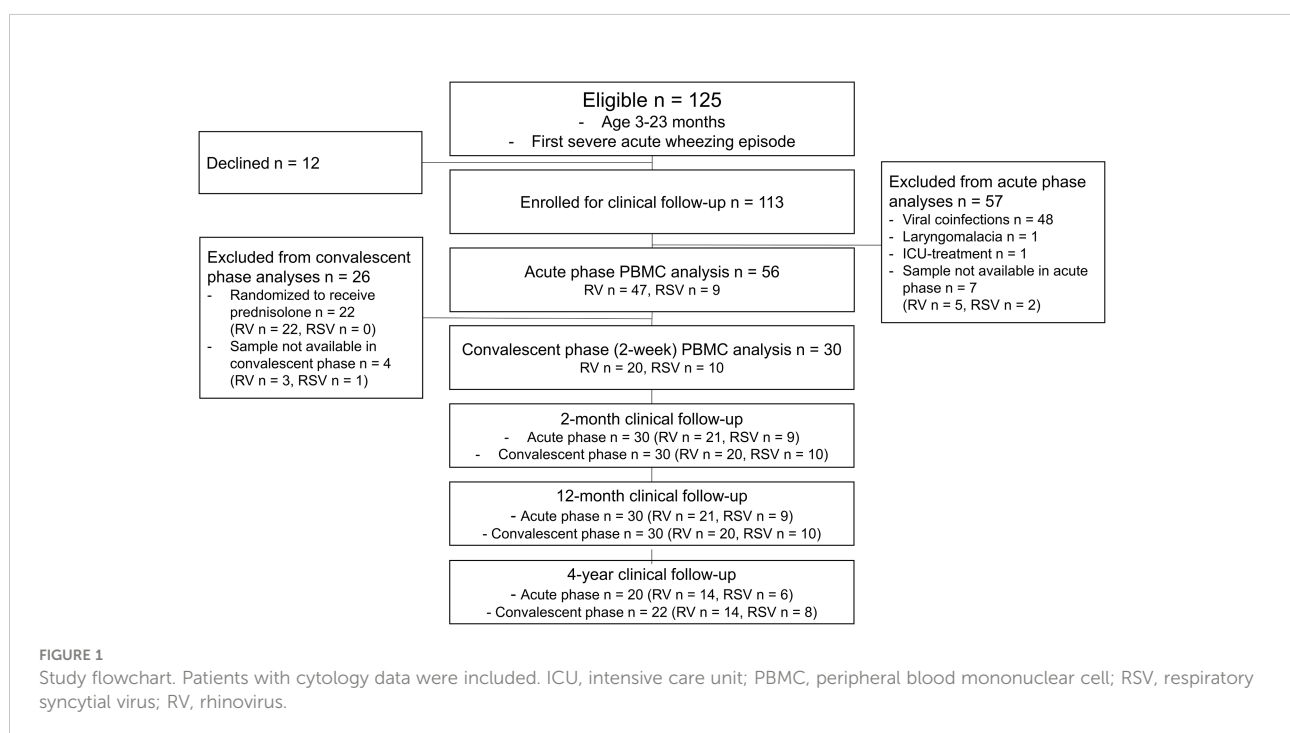 Eligible n = 125
- Age 3-23 months
- First severe acute wheezing episode
Declined n = 12
Enrolled for clinical follow-up n = 113
Excluded from acute phase
analyses n = 57
- Viral coinfections n = 48
- Laryngomalacia n = 1
- ICU-treatment n = 1
- Sample not available in acute
phase n = 7
(RV n = 5, RSV n = 2)
Acute phase PBMC analysis n = 56
RV n = 47, RSV n = 9
Excluded from convalescent
phase analyses n = 26
- Randomized to receive
prednisolone n = 22
(RV n = 22, RSV n = 0)
- Sample not available in
convalescent phase n = 4
(RV n = 3, RSV n = 1)
Convalescent phase (2-week) PBMC analysis n = 30
RV n = 20, RSV n = 10
2-month clinical follow-up
- Acute phase n = 30 (RV n = 21, RSV n = 9)
- Convalescent phase n = 30 (RV n = 20, RSV n = 10)
12-month clinical follow-up
- Acute phase n = 30 (RV n = 21, RSV n = 9)
- Convalescent phase n = 30 (RV n = 20, RSV n = 10)
4-year clinical follow-up
- Acute phase n = 20 (RV n = 14, RSV n = 6)
- Convalescent phase n = 22 (RV n = 14, RSV n = 8)
FIGURE 1
Study flowchart. Patients with cytology data were included. ICU, intensive care unit; PBMC, peripheral blood mononuclear cell; RSV, respiratory
syncytial virus; RV, rhinovirus.